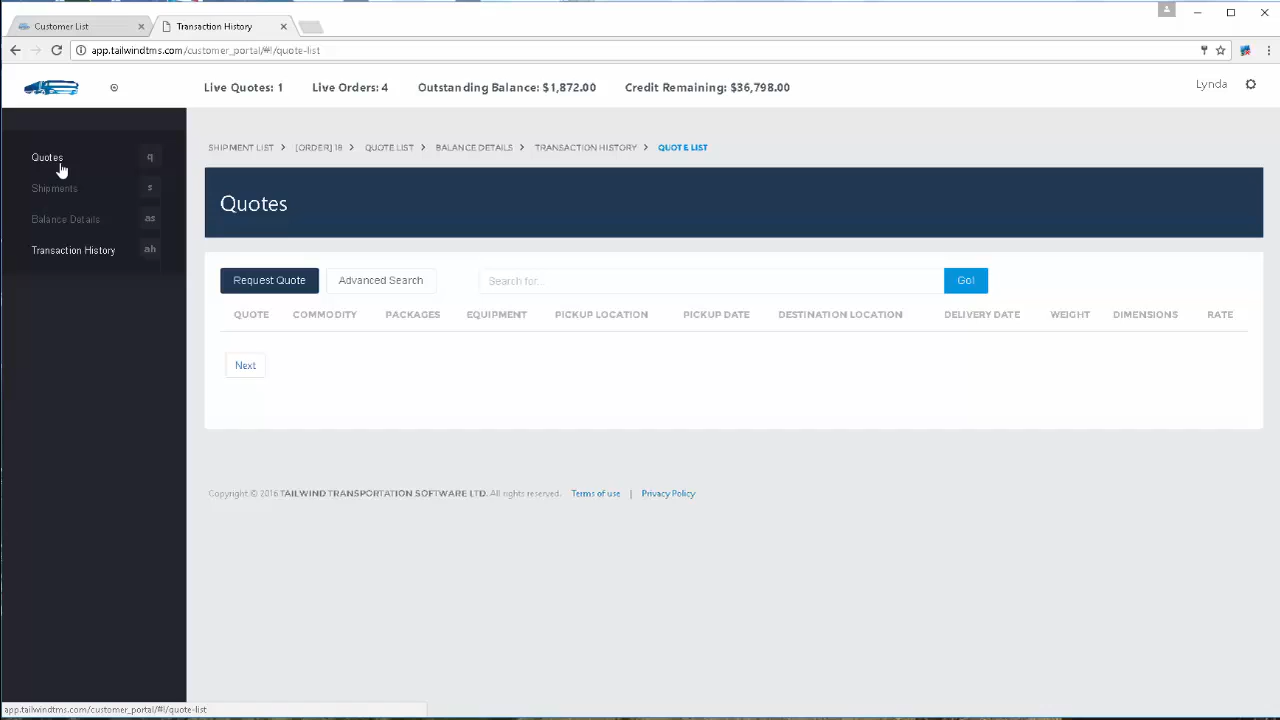 Customer List
Transaction History
app.tailwindtms.com/customer_portal/#!/quote-list
Live Quotes: 1 Live Orders: 4 Outstanding Balance: $1,872.00 Credit Remaining: $36,798.00 Lynda
Quotes q
Shipments s
Balance Details as
Transaction History ah
SHIPMENT LIST > [ORDER] 18 > QUOTE LIST > BALANCE DETAILS > TRANSACTION HISTORY > QUOTE LIST
Quotes
Request Quote Advanced Search Search for... Go!
QUOTE COMMODITY PACKAGES EQUIPMENT PICKUP LOCATION PICKUP DATE DESTINATION LOCATION DELIVERY DATE WEIGHT DIMENSIONS RATE
Next
Copyright © 2016 TAILWIND TRANSPORTATION SOFTWARE LTD. All rights reserved. Terms of use | Privacy Policy
app.tailwindtms.com/customer_portal/#!/quote-list